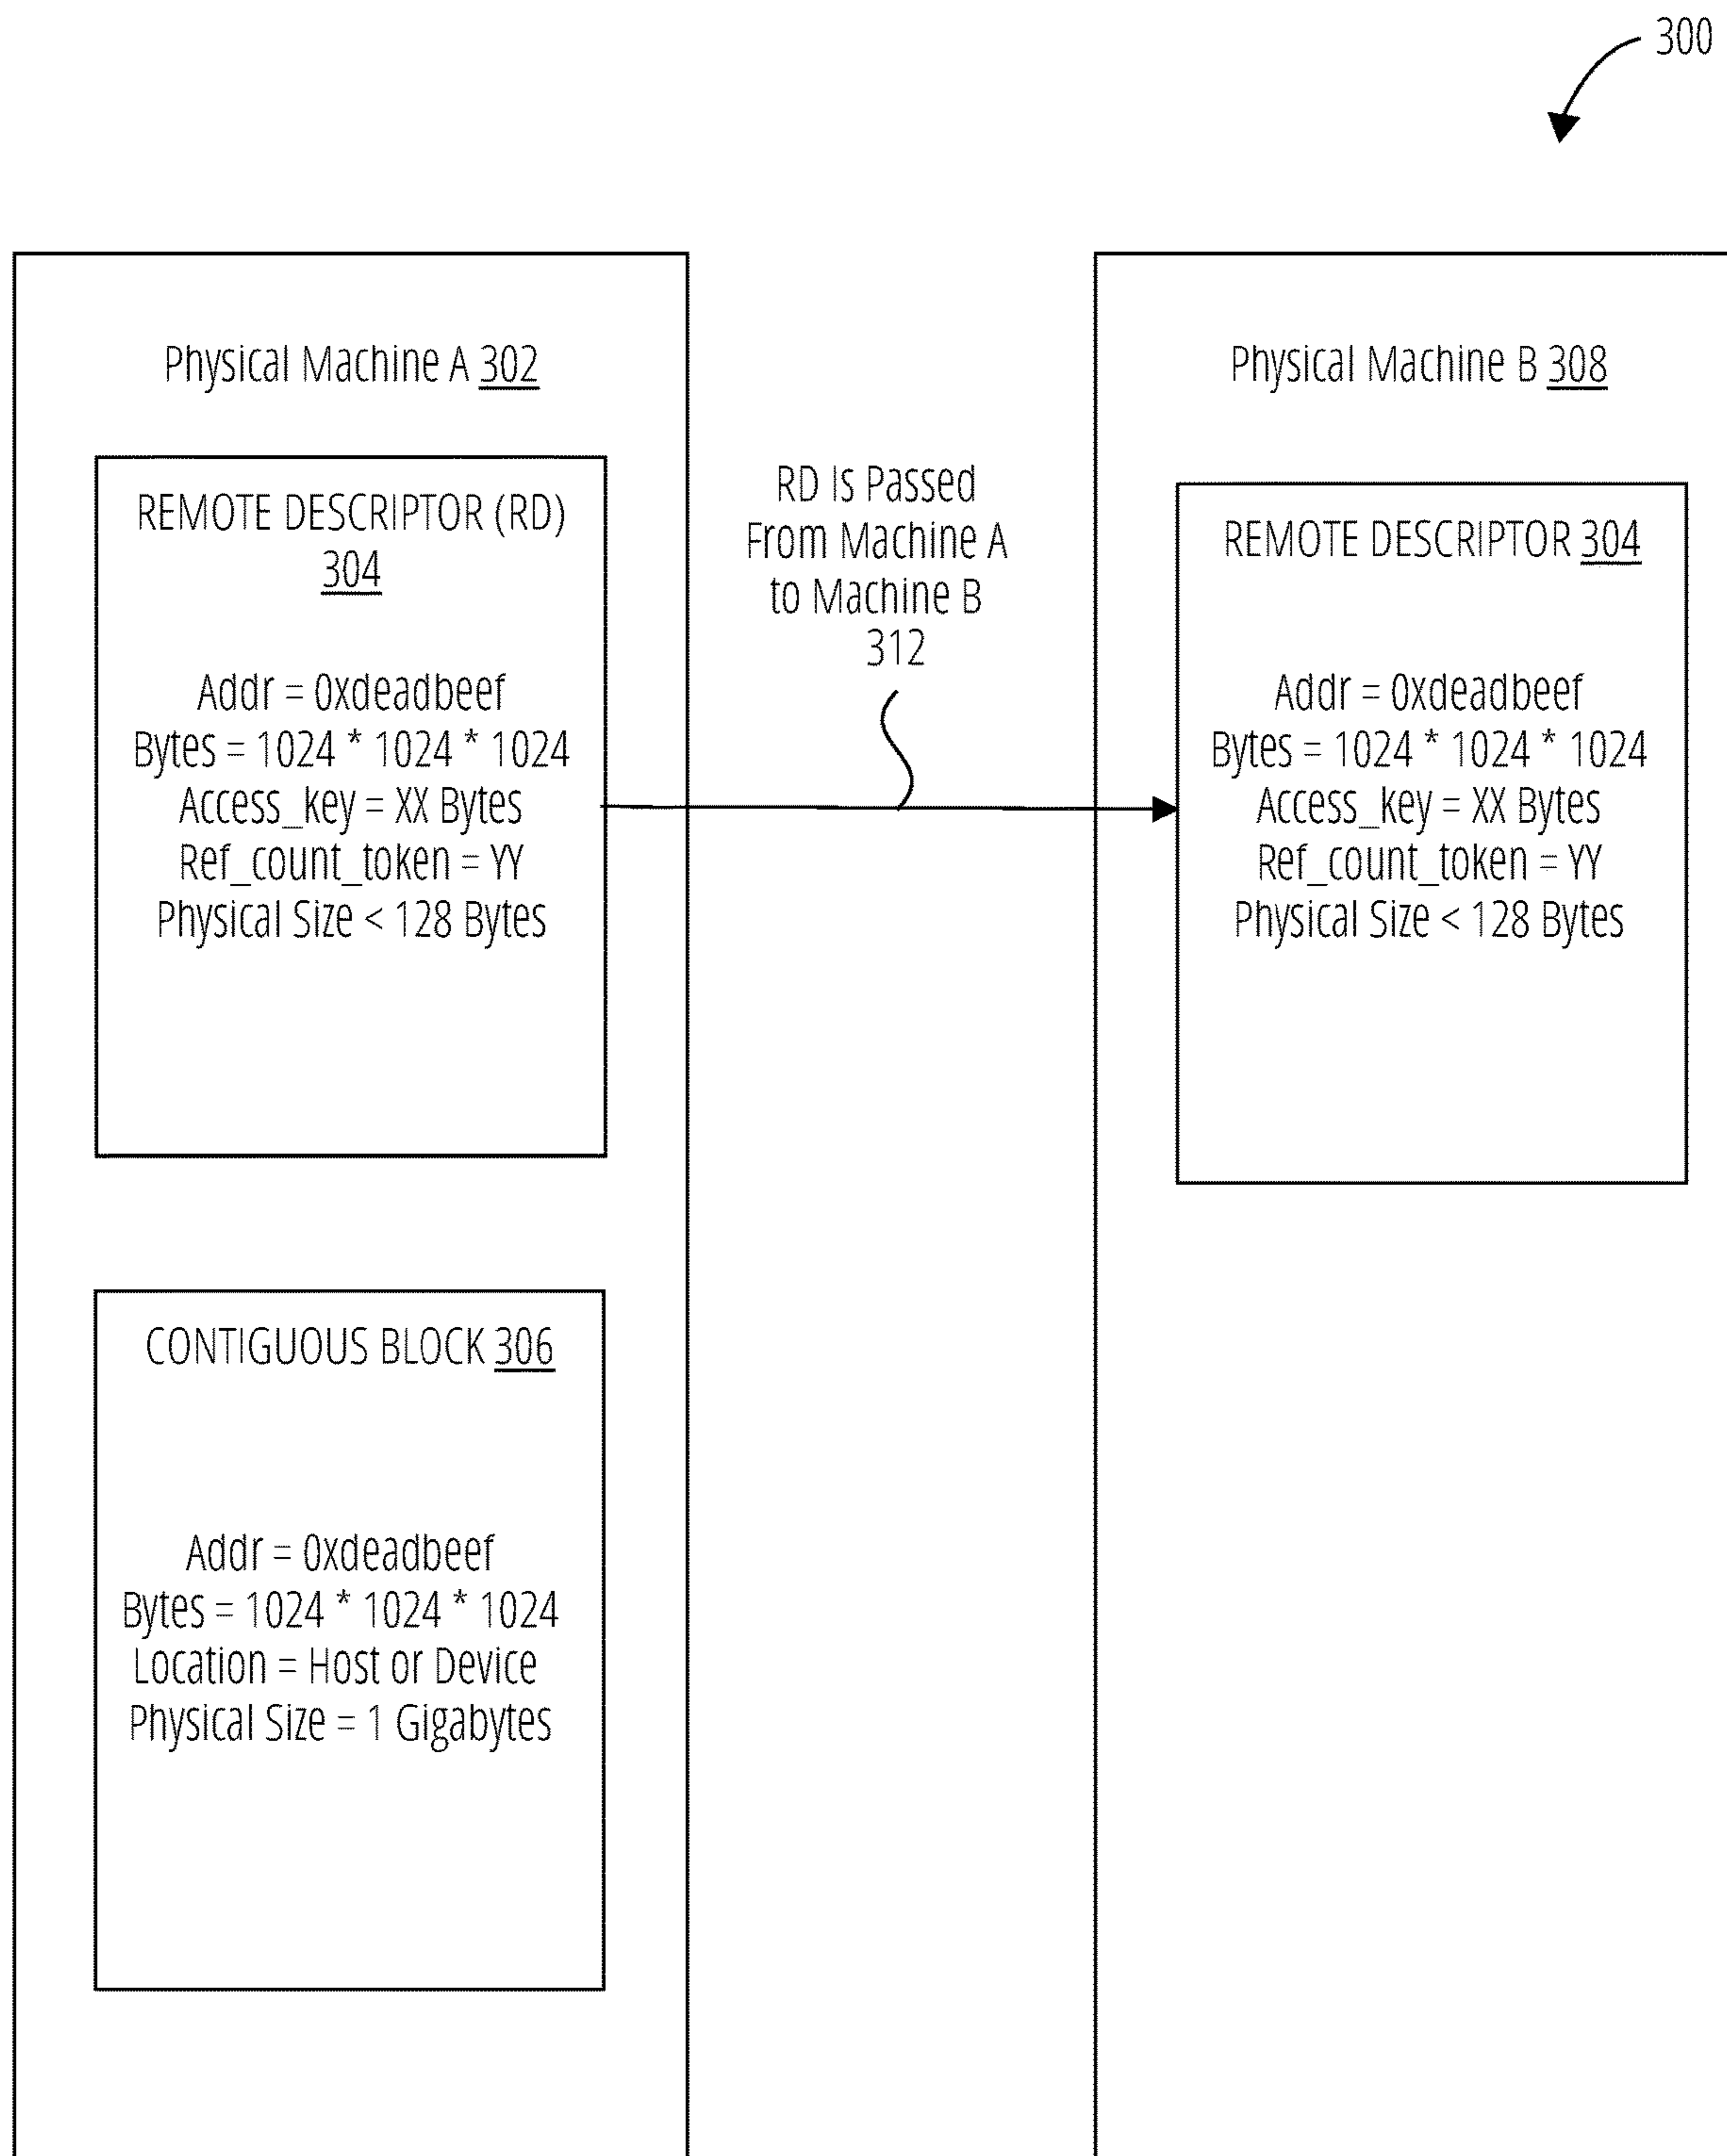 300
Physical Machine A 302
REMOTE DESCRIPTOR (RD)
304
Addr = 0xdeadbeef
Bytes = 1024 * 1024 * 1024
Access_key = XX Bytes
Ref_count_token = YY
Physical Size < 128 Bytes
CONTIGUOUS BLOCK 306
Addr = 0xdeadbeef
Bytes = 1024 * 1024 * 1024
Location = Host or Device
Physical Size = 1 Gigabytes
RD Is Passed
From Machine A
to Machine B
312
Physical Machine B 308
REMOTE DESCRIPTOR 304
Addr = 0xdeadbeef
Bytes = 1024 * 1024 * 1024
Access_key = XX Bytes
Ref_count_token = YY
Physical Size < 128 Bytes